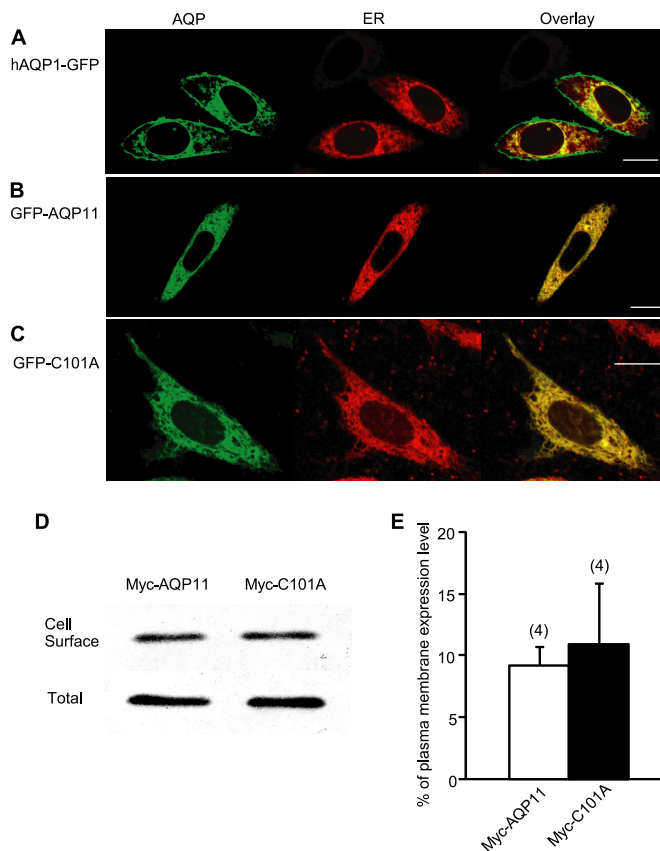 AQP ER Overlay
A
hAQP1-GFP
B
GFP-AQP11
C
GFP-C101A
D
Myc-AQP11 Myc-C101A
Cell
Surface
Total
E
% of plasma membrane expression level
20
15
10
5
0
(4)
(4)
Myc-AQP11
Myc-C101A